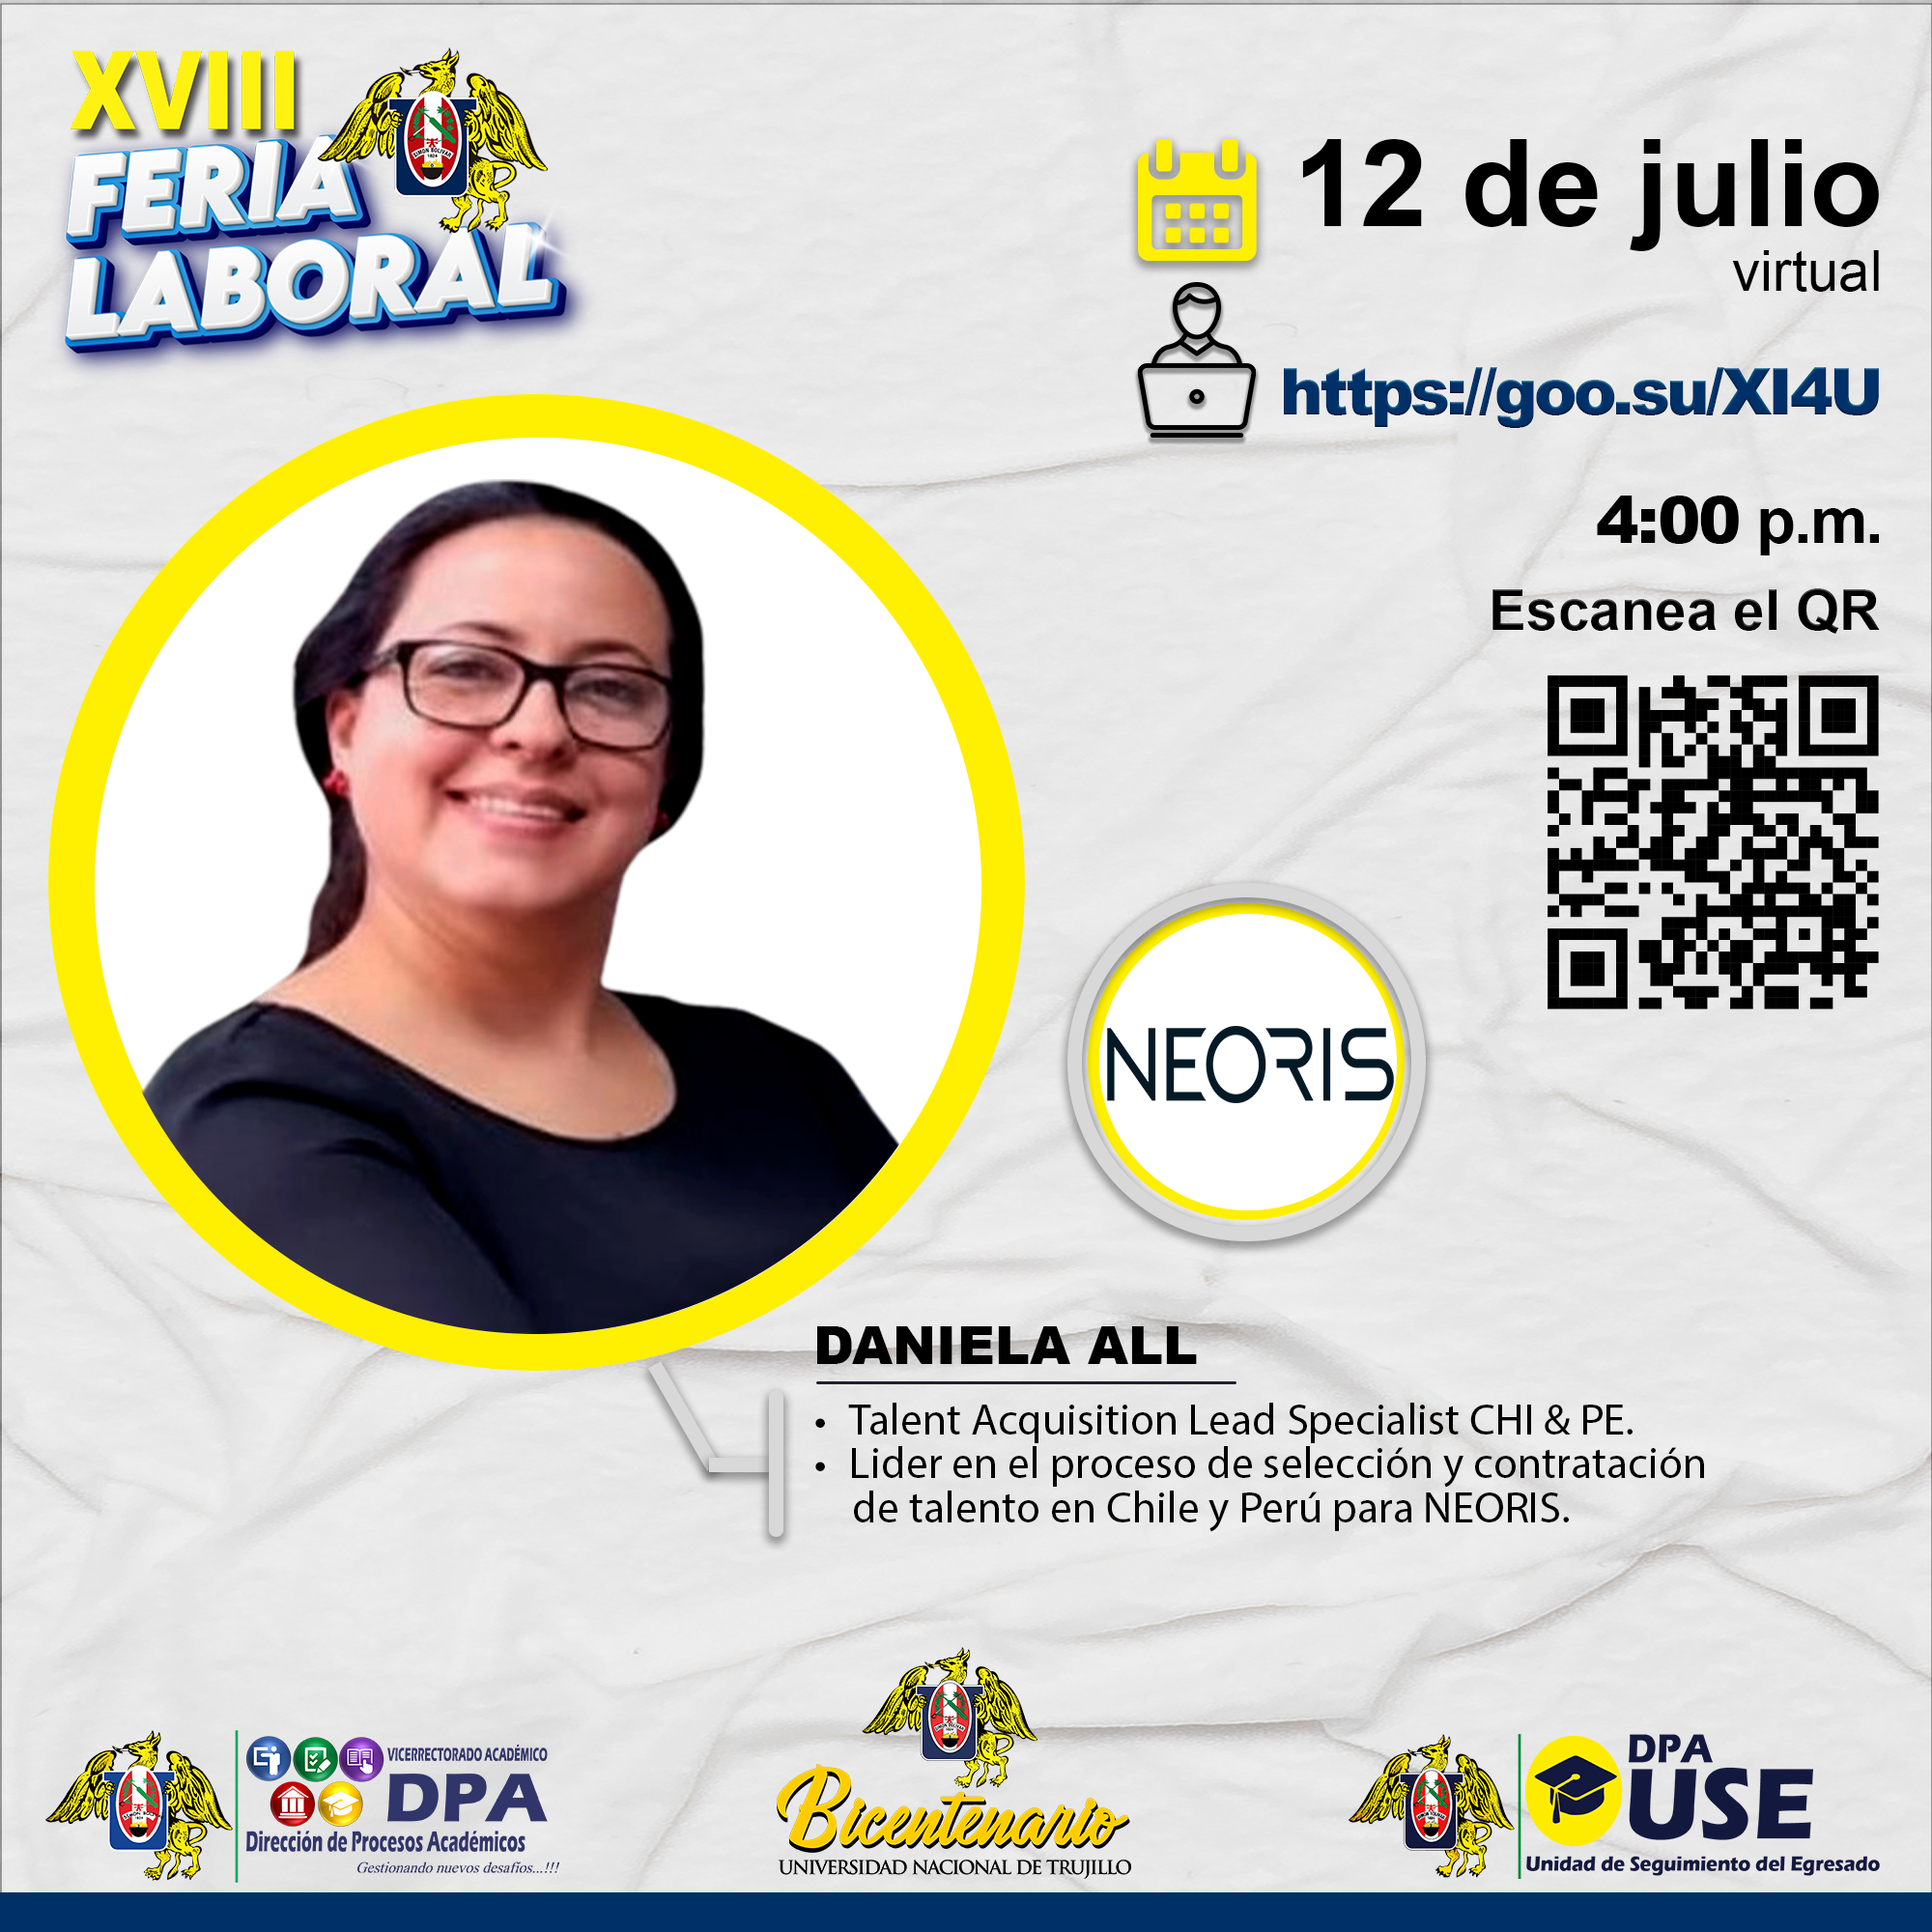 XVIII
FERIA
LABORAL
12 de julio
virtual
https://goo.su/XI4U
4:00 p.m.
Escanea el QR
NEORIS
DANIELA ALL
• Talent Acquisition Lead Specialist CHI & PE.
• Lider en el proceso de selección y contratación
de talento en Chile y Perú para NEORIS.
VICERRECTORADO ACADÉMICO
DPA
Dirección de Procesos Académicos
Gestionando nuevos desafíos...!!!
Bicentenario
UNIVERSIDAD NACIONAL DE TRUJILLO
DPA
USE
Unidad de Seguimiento del Egresado